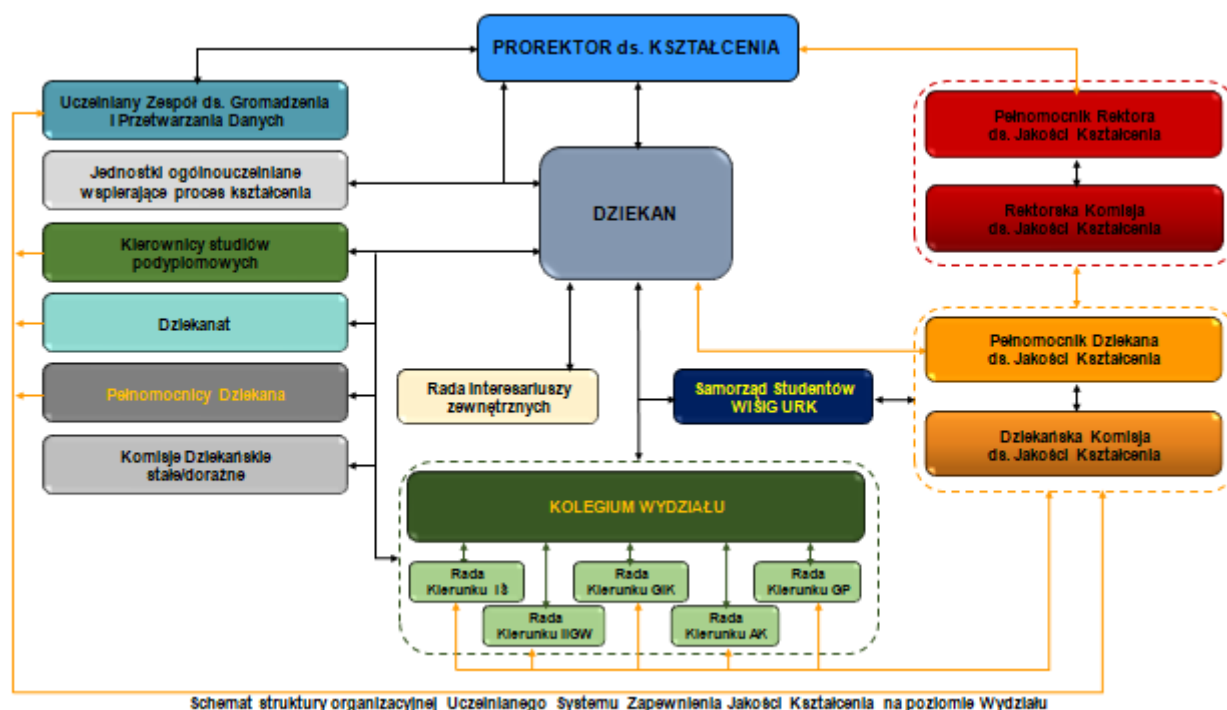 PROREKTOR ds. KSZTAŁCENIA
Uczelniany Zespół ds. Gromadzenia
i Przetwarzania Danych
Jednostki ogólnouczelniane
wspierające proces kształcenia
Kierownicy studiów
podyplomowych
Dziekanat
Pełnomocnicy Dziekana
Komisje Dziekańskie
stałe/doraźne
DZIEKAN
Rada Interesariuszy
zewnętrznych
Samorząd Studentów
WIŚIG URK
Pełnomocnik Rektora
ds. Jakości Kształcenia
Rektorska Komisja
ds. Jakości Kształcenia
Pełnomocnik Dziekana
ds. Jakości Kształcenia
Dziekańska Komisja
ds. Jakości Kształcenia
KOLEGIUM WYDZIAŁU
Rada
Kierunku IŚ
Rada
Kierunku IIGW
Rada
Kierunku GIK
Rada
Kierunku AK
Rada
Kierunku GP
Schemat struktury organizacyjnej Uczelnianego Systemu Zapewnienia Jakości Kształcenia na poziomie Wydziału